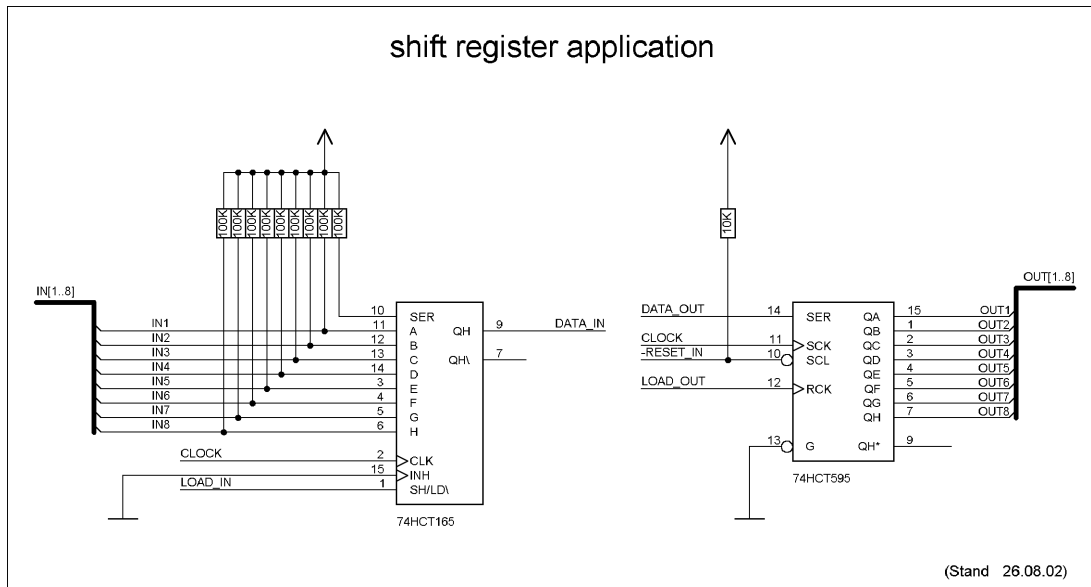 shift register application
100K
100K
100K
100K
100K
100K
100K
100K
100K
10K
IN[1..8]
IN1
IN2
IN3
IN4
IN5
IN6
IN7
IN8
CLOCK
LOAD_IN
10
11
12
13
14
3
4
5
6
2
15
1
SER
A
B
C
D
E
F
G
H
CLK
INH
SH/LD\
QH
QH\
9
7
DATA_IN
74HCT165
DATA_OUT
CLOCK
-RESET_IN
LOAD_OUT
14
11
10
12
13
SER
SCK
SCL
RCK
G
QA
QB
QC
QD
QE
QF
QG
QH
QH*
15
1
2
3
4
5
6
7
9
OUT1
OUT2
OUT3
OUT4
OUT5
OUT6
OUT7
OUT8
OUT[1..8]
74HCT595
(Stand 26.08.02)